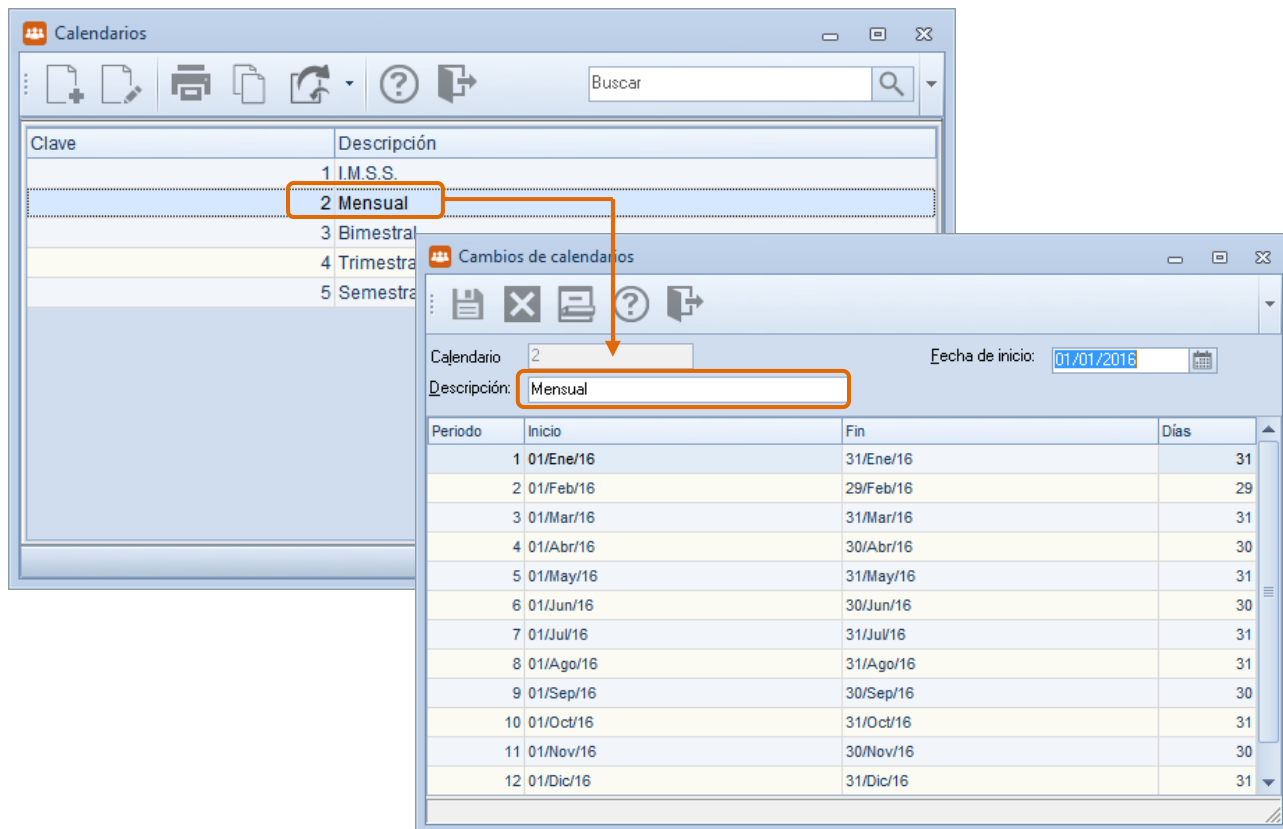 Calendarios
Buscar
Clave Descripción
1 I.M.S.S.
2 Mensual
3 Bimestral
4 Trimestra
5 Semestra
Cambios de calendarios
Calendario 2 Fecha de inicio: 01/01/2016
Descripción: Mensual
Periodo Inicio Fin Días
1 01/Ene/16 31/Ene/16 31
2 01/Feb/16 29/Feb/16 29
3 01/Mar/16 31/Mar/16 31
4 01/Abr/16 30/Abr/16 30
5 01/May/16 31/May/16 31
6 01/Jun/16 30/Jun/16 30
7 01/Jul/16 31/Jul/16 31
8 01/Ago/16 31/Ago/16 31
9 01/Sep/16 30/Sep/16 30
10 01/Oct/16 31/Oct/16 31
11 01/Nov/16 30/Nov/16 30
12 01/Dic/16 31/Dic/16 31